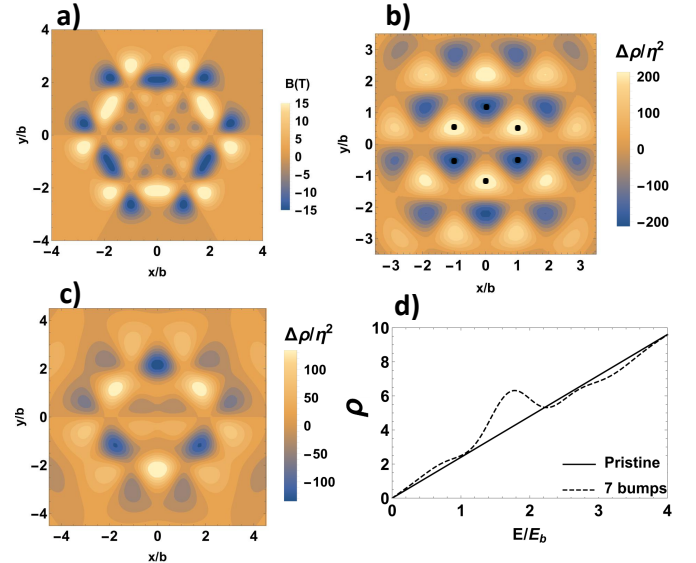 a)
4
2
0
−2
−4
y/b
−4 −2 0 2 4
x/b
B(T)
15
10
5
0
−5
−10
−15
b)
3
2
1
0
−1
−2
−3
y/b
−3 −2 −1 0 1 2 3
x/b
Δρ/η²
200
100
0
−100
−200
c)
4
2
0
−2
−4
y/b
−4 −2 0 2 4
x/b
Δρ/η²
100
50
0
−50
−100
d)
10
8
6
4
2
0
ρ
0 1 2 3 4
E/E_b
Pristine
7 bumps